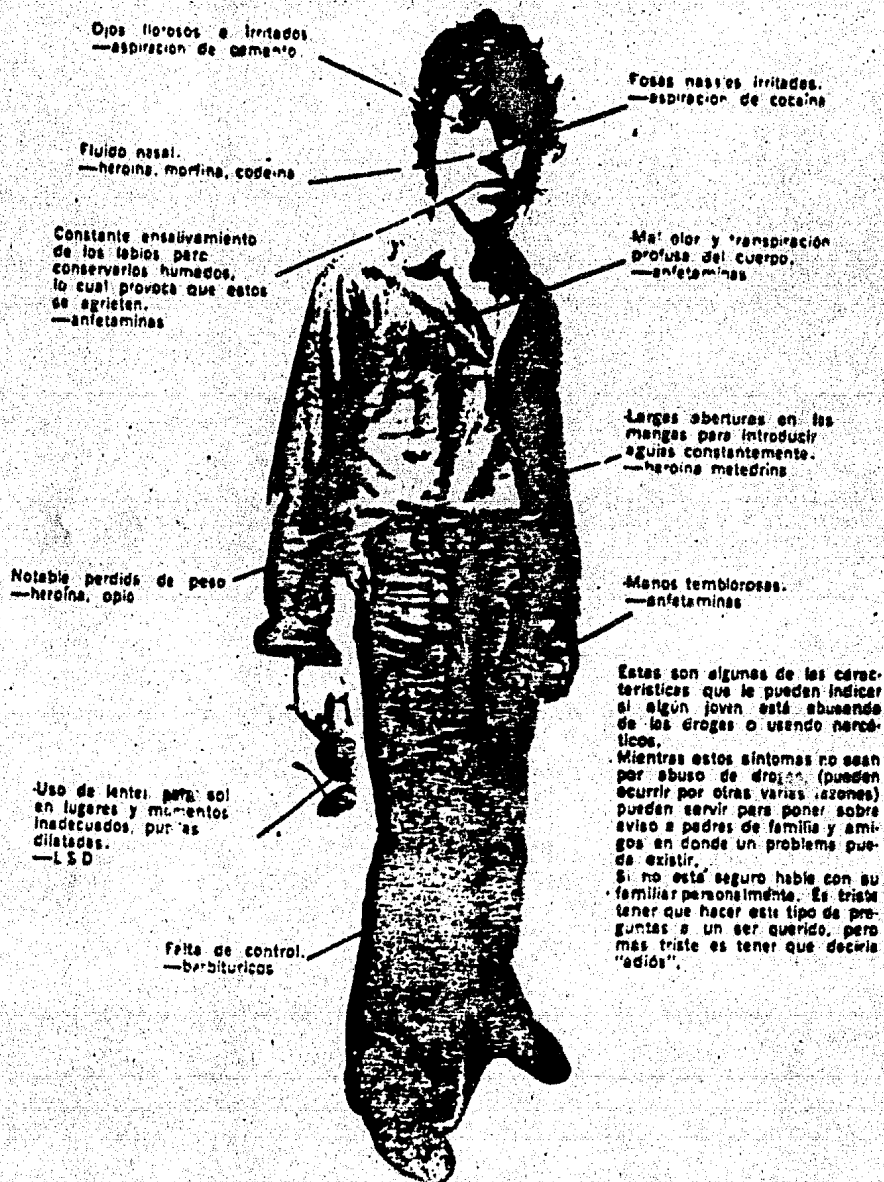 Ojos llorosos e irritados.
—aspiracion de cemento.
Fosas nasales irritadas.
—aspiracion de cocaína
Fluido nasal.
—heroina, morfina, codeina
Constante ensalivamiento
de los labios para
conservarlos humedos,
lo cual provoca que estos
se agrieten.
—anfetaminas
Mal olor y transpiración
profusa del cuerpo.
—anfetaminas
Largas aberturas en las
mangas para introducir
agujas constantemente.
—heroina metedrina
Notable perdida de peso
—heroína, opio
Manos temblorosas.
—anfetaminas
Uso de lentes para sol
en lugares y momentos
inadecuados, pupilas
dilatadas.
—LSD
Falta de control.
—barbituricos
Estas son algunas de las carac-
terísticas que le pueden indicar
si algún joven está abusando
de las drogas o usando narcó-
ticos.
Mientras estos síntomas no sean
por abuso de drogas (pueden
ocurrir por otras varias razones)
pueden servir para poner sobre
aviso a padres de familia y ami-
gos en donde un problema pue-
da existir.
Si no está seguro hable con su
familiar personalmente. Es triste
tener que hacer este tipo de pre-
guntas a un ser querido, pero
mas triste es tener que decirle
"adiós".